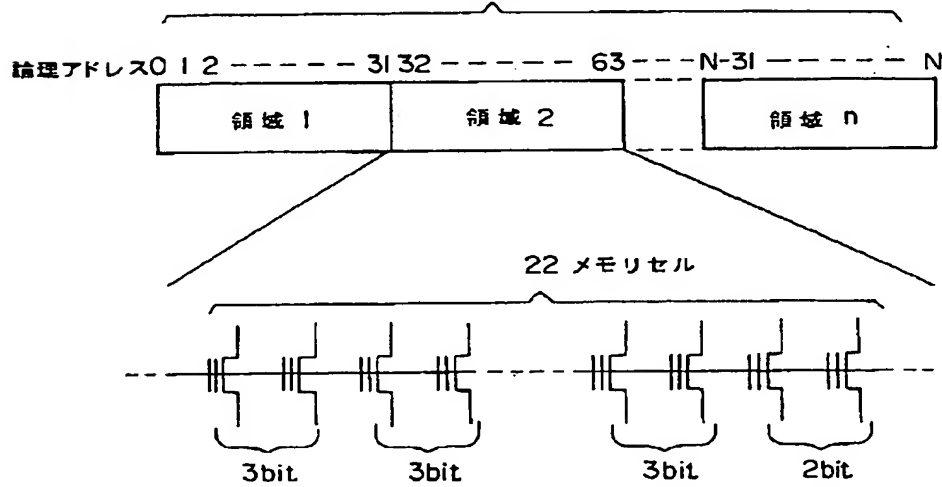 論理アドレス 0 1 2 ------ 31 32 ------ 63 --- N-31 ------ N
領域 1 領域 2 領域 n
22 メモリセル
3bit 3bit 3bit 2bit